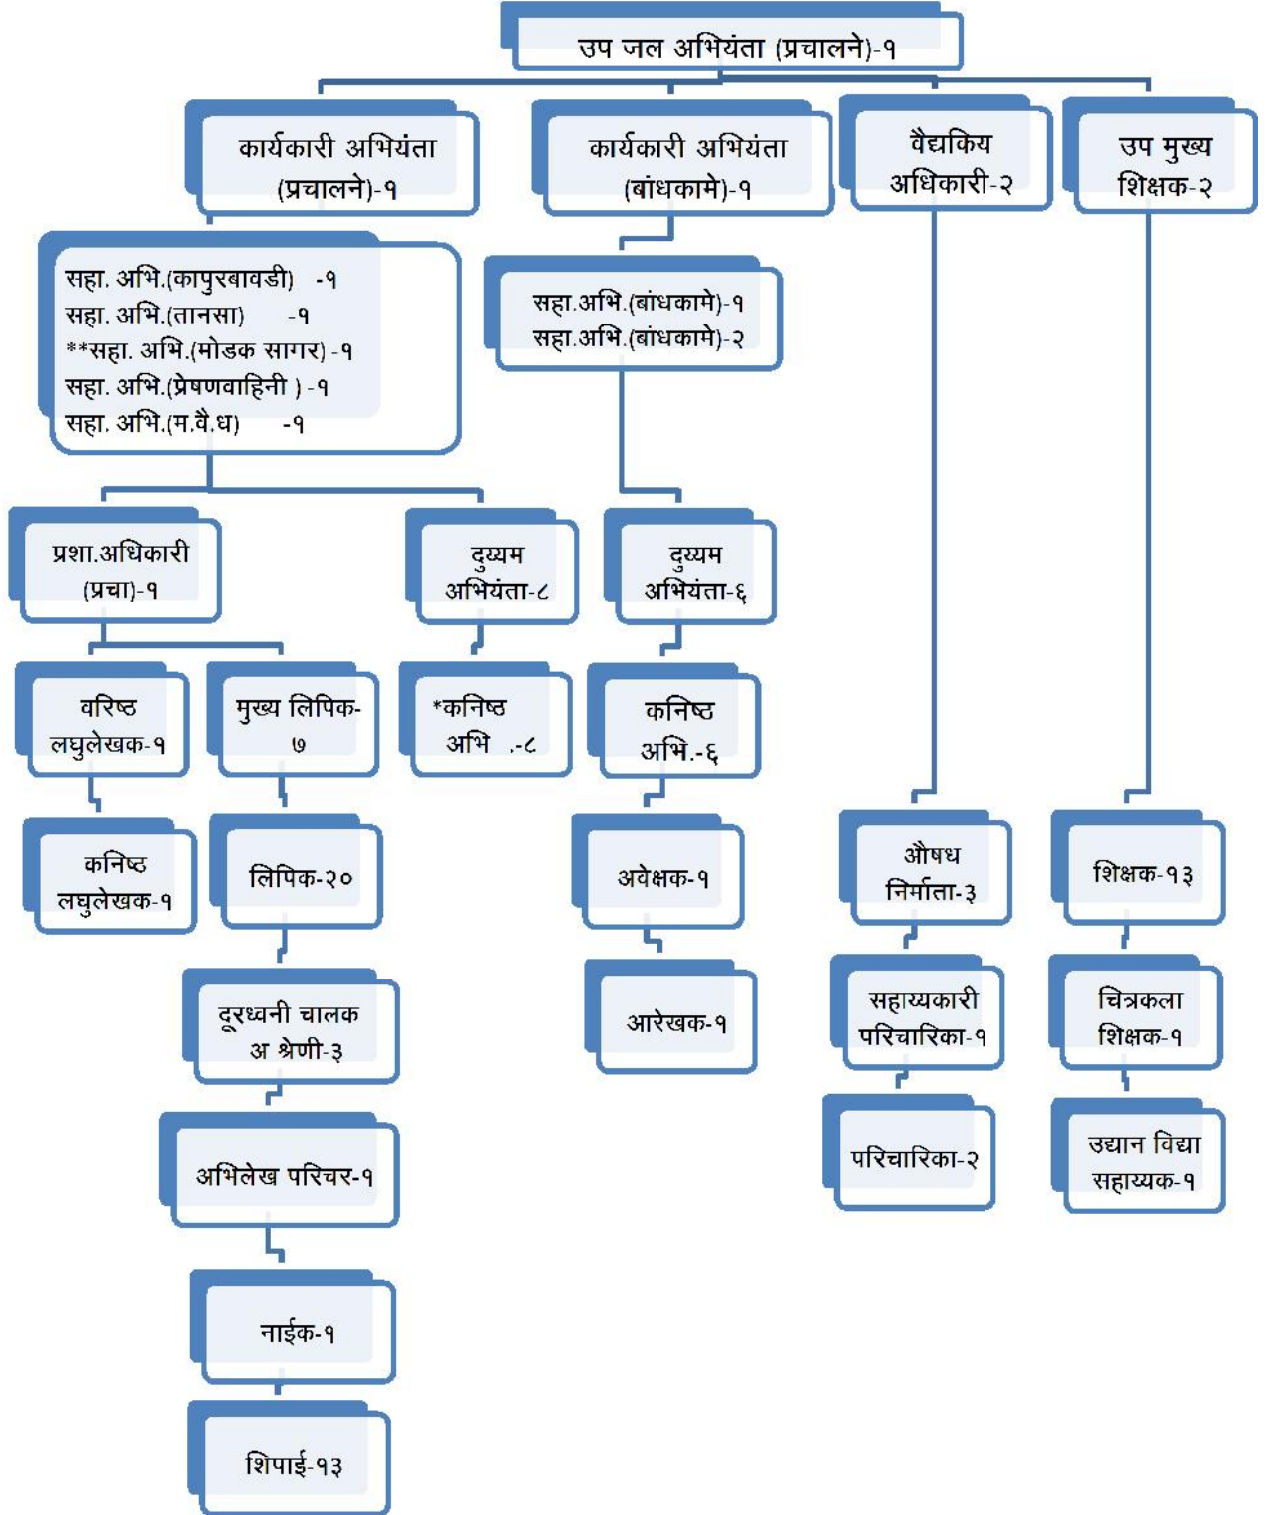 उप जल अभियंता (प्रचालने)-१
कार्यकारी अभियंता
(प्रचालने)-१
कार्यकारी अभियंता
(बांधकामे)-१
वैद्यकिय
अधिकारी-२
उप मुख्य
शिक्षक-२
सहा. अभि.(कापुरबावडी) -१
सहा. अभि.(तानसा) -१
**सहा. अभि.(मोडक सागर) -१
सहा. अभि.(प्रेषणवाहिनी ) -१
सहा. अभि.(म.वै.ध) -१
सहा.अभि.(बांधकामे)-१
सहा.अभि.(बांधकामे)-२
प्रशा.अधिकारी
(प्रचा)-१
दुय्यम
अभियंता-८
दुय्यम
अभियंता-६
वरिष्ठ
लघुलेखक-१
मुख्य लिपिक-
७
*कनिष्ठ
अभि .-८
कनिष्ठ
अभि.-६
कनिष्ठ
लघुलेखक-१
लिपिक-२०
अवेक्षक-१
औषध
निर्माता-३
शिक्षक-१३
दूरध्वनी चालक
अ श्रेणी-३
आरेखक-१
सहाय्यकारी
परिचारिका-१
चित्रकला
शिक्षक-१
अभिलेख परिचर-१
परिचारिका-२
उद्यान विद्या
सहाय्यक-१
नाईक-१
शिपाई-१३